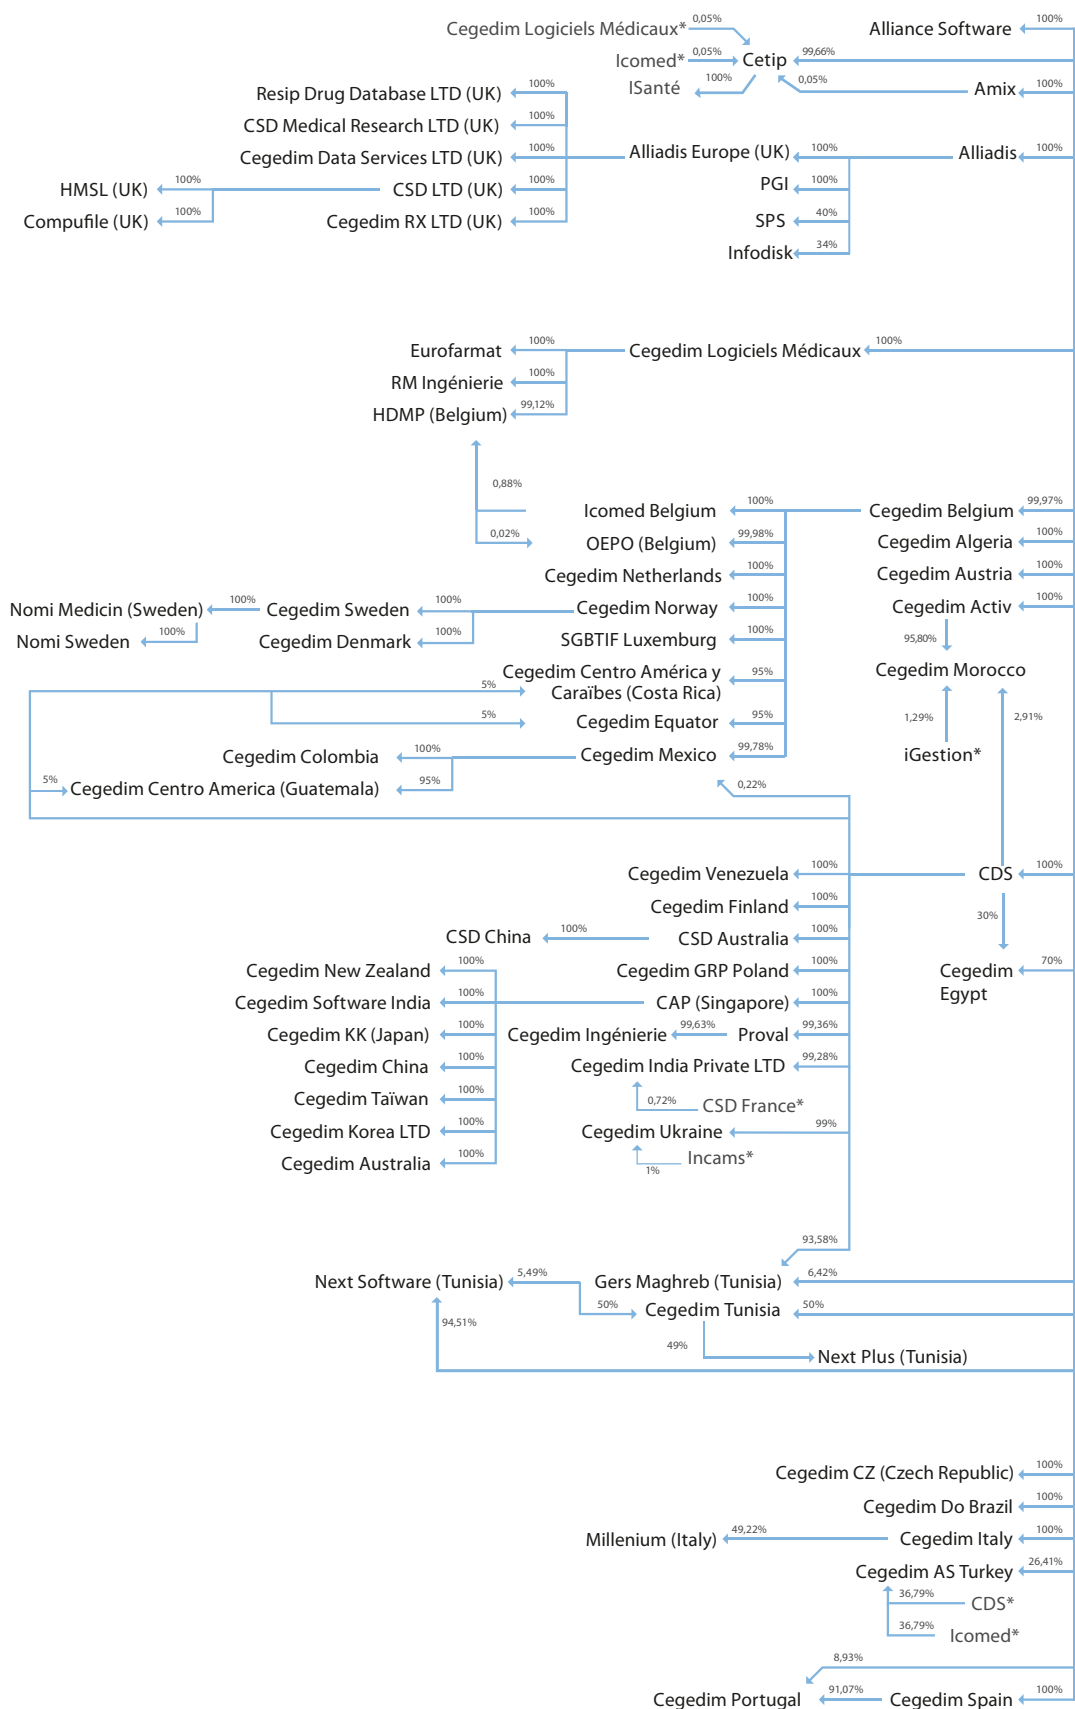 Cegedim Logiciels Médicaux* 0,05% Alliance Software 100%
Icomed* 0,05% Cetip 99,66%
ISanté 100% 0,05% Amix 100%
Resip Drug Database LTD (UK) 100%
CSD Medical Research LTD (UK) 100%
Cegedim Data Services LTD (UK) 100% Alliadis Europe (UK) 100% Alliadis 100%
HMSL (UK) 100% CSD LTD (UK) 100% PGI 100%
Compufile (UK) 100% Cegedim RX LTD (UK) 100% SPS 40%
Infodisk 34%
Eurofarmat 100% Cegedim Logiciels Médicaux 100%
RM Ingénierie 100%
HDMP (Belgium) 99,12%
0,88%
Icomed Belgium 100% Cegedim Belgium 99,97%
0,02% OEPO (Belgium) 99,98% Cegedim Algeria 100%
Cegedim Netherlands 100% Cegedim Austria 100%
Nomi Medicin (Sweden) 100% Cegedim Sweden 100% Cegedim Norway 100% Cegedim Activ 100%
Nomi Sweden 100% Cegedim Denmark 100% SGBTIF Luxemburg 100% 95,80%
5% Cegedim Centro América y 95% Cegedim Morocco
Caraïbes (Costa Rica)
5% Cegedim Equator 95% 1,29% 2,91%
Cegedim Colombia 100% Cegedim Mexico 99,78% iGestion*
5% Cegedim Centro America (Guatemala) 95% 0,22%
Cegedim Venezuela 100% CDS 100%
Cegedim Finland 100% 30%
CSD China 100% CSD Australia 100%
Cegedim New Zealand 100% Cegedim GRP Poland 100% Cegedim 70%
Egypt
Cegedim Software India 100% CAP (Singapore) 100%
Cegedim KK (Japan) 100% Cegedim Ingénierie 99,63% Proval 99,36%
Cegedim China 100% Cegedim India Private LTD 99,28%
Cegedim Taïwan 100% 0,72% CSD France*
Cegedim Korea LTD 100% Cegedim Ukraine 99%
Cegedim Australia 100% 1% Incams*
93,58%
Next Software (Tunisia) 5,49% Gers Maghreb (Tunisia) 6,42%
50% Cegedim Tunisia 50%
94,51%
49% Next Plus (Tunisia)
Cegedim CZ (Czech Republic) 100%
Cegedim Do Brazil 100%
Millenium (Italy) 49,22% Cegedim Italy 100%
Cegedim AS Turkey 26,41%
36,79% CDS*
36,79% Icomed*
8,93%
Cegedim Portugal 91,07% Cegedim Spain 100%